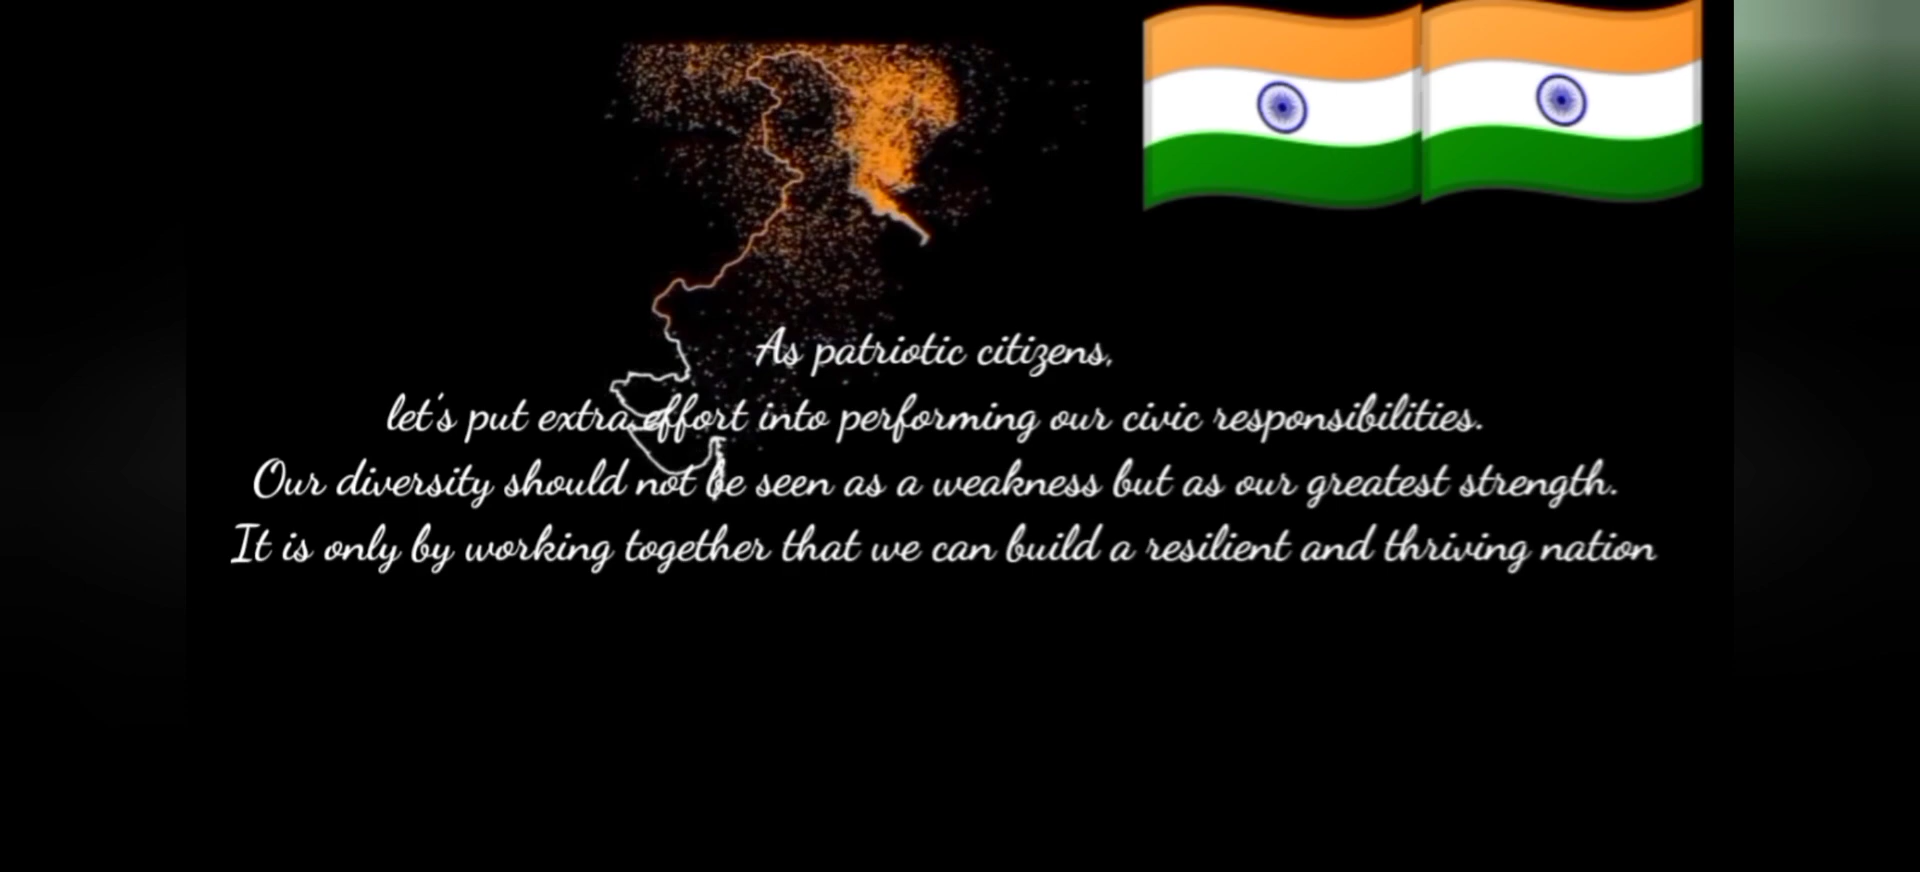 As patriotic citizens,
let's put extra effort into performing our civic responsibilities.
Our diversity should not be seen as a weakness but as our greatest strength.
It is only by working together that we can build a resilient and thriving nation